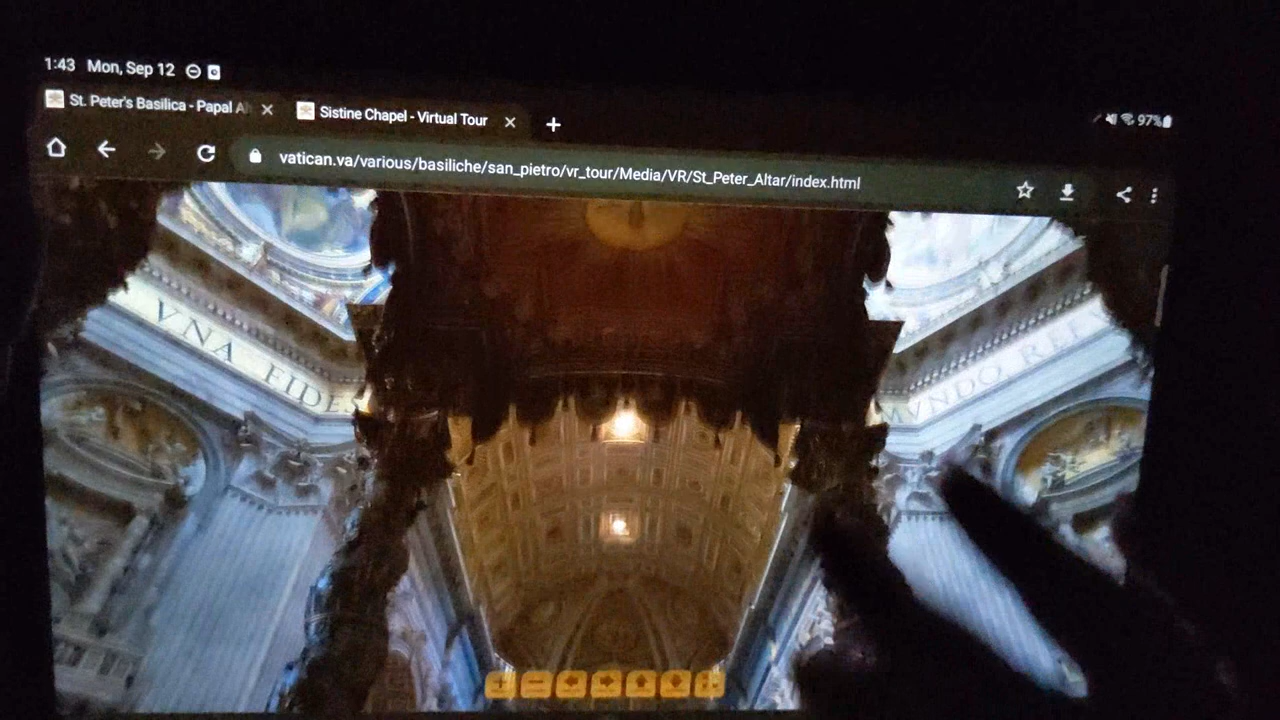 1:43 Mon, Sep 12
97%
St. Peter's Basilica - Papal A
Sistine Chapel - Virtual Tour
vatican.va/various/basiliche/san_pietro/vr_tour/Media/VR/St_Peter_Altar/index.html
VNA FIDES
MVNDO REF